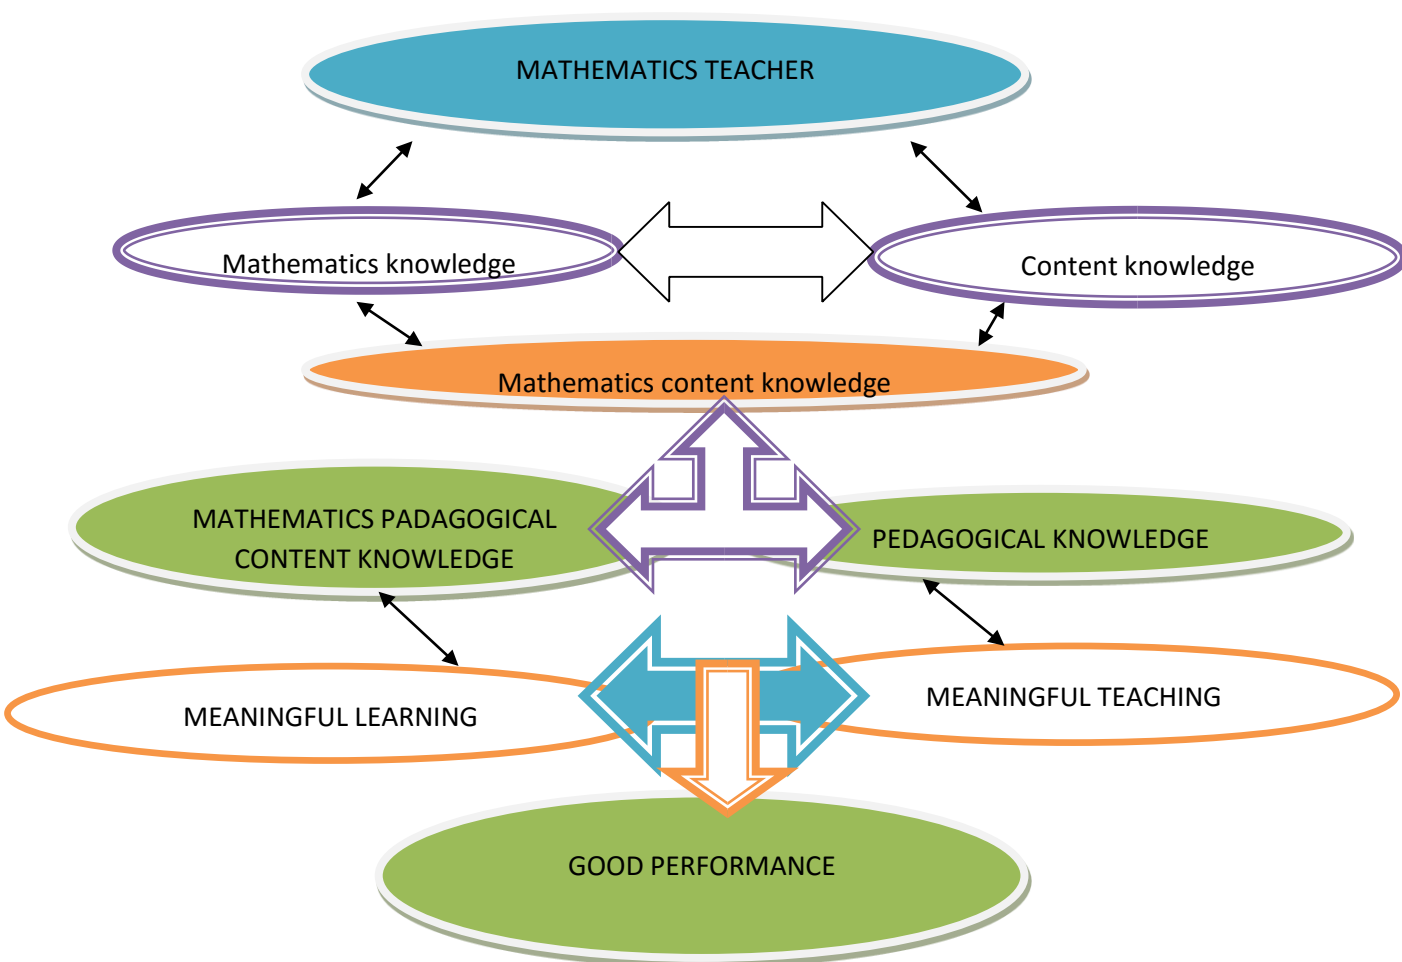 MATHEMATICS TEACHER
Mathematics knowledge
Content knowledge
Mathematics content knowledge
MATHEMATICS PADAGOGICAL
CONTENT KNOWLEDGE
PEDAGOGICAL KNOWLEDGE
MEANINGFUL LEARNING
MEANINGFUL TEACHING
GOOD PERFORMANCE